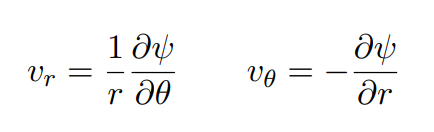 v_r = \frac{1}{r} \frac{\partial \psi}{\partial \theta} \qquad v_\theta = -\frac{\partial \psi}{\partial r}